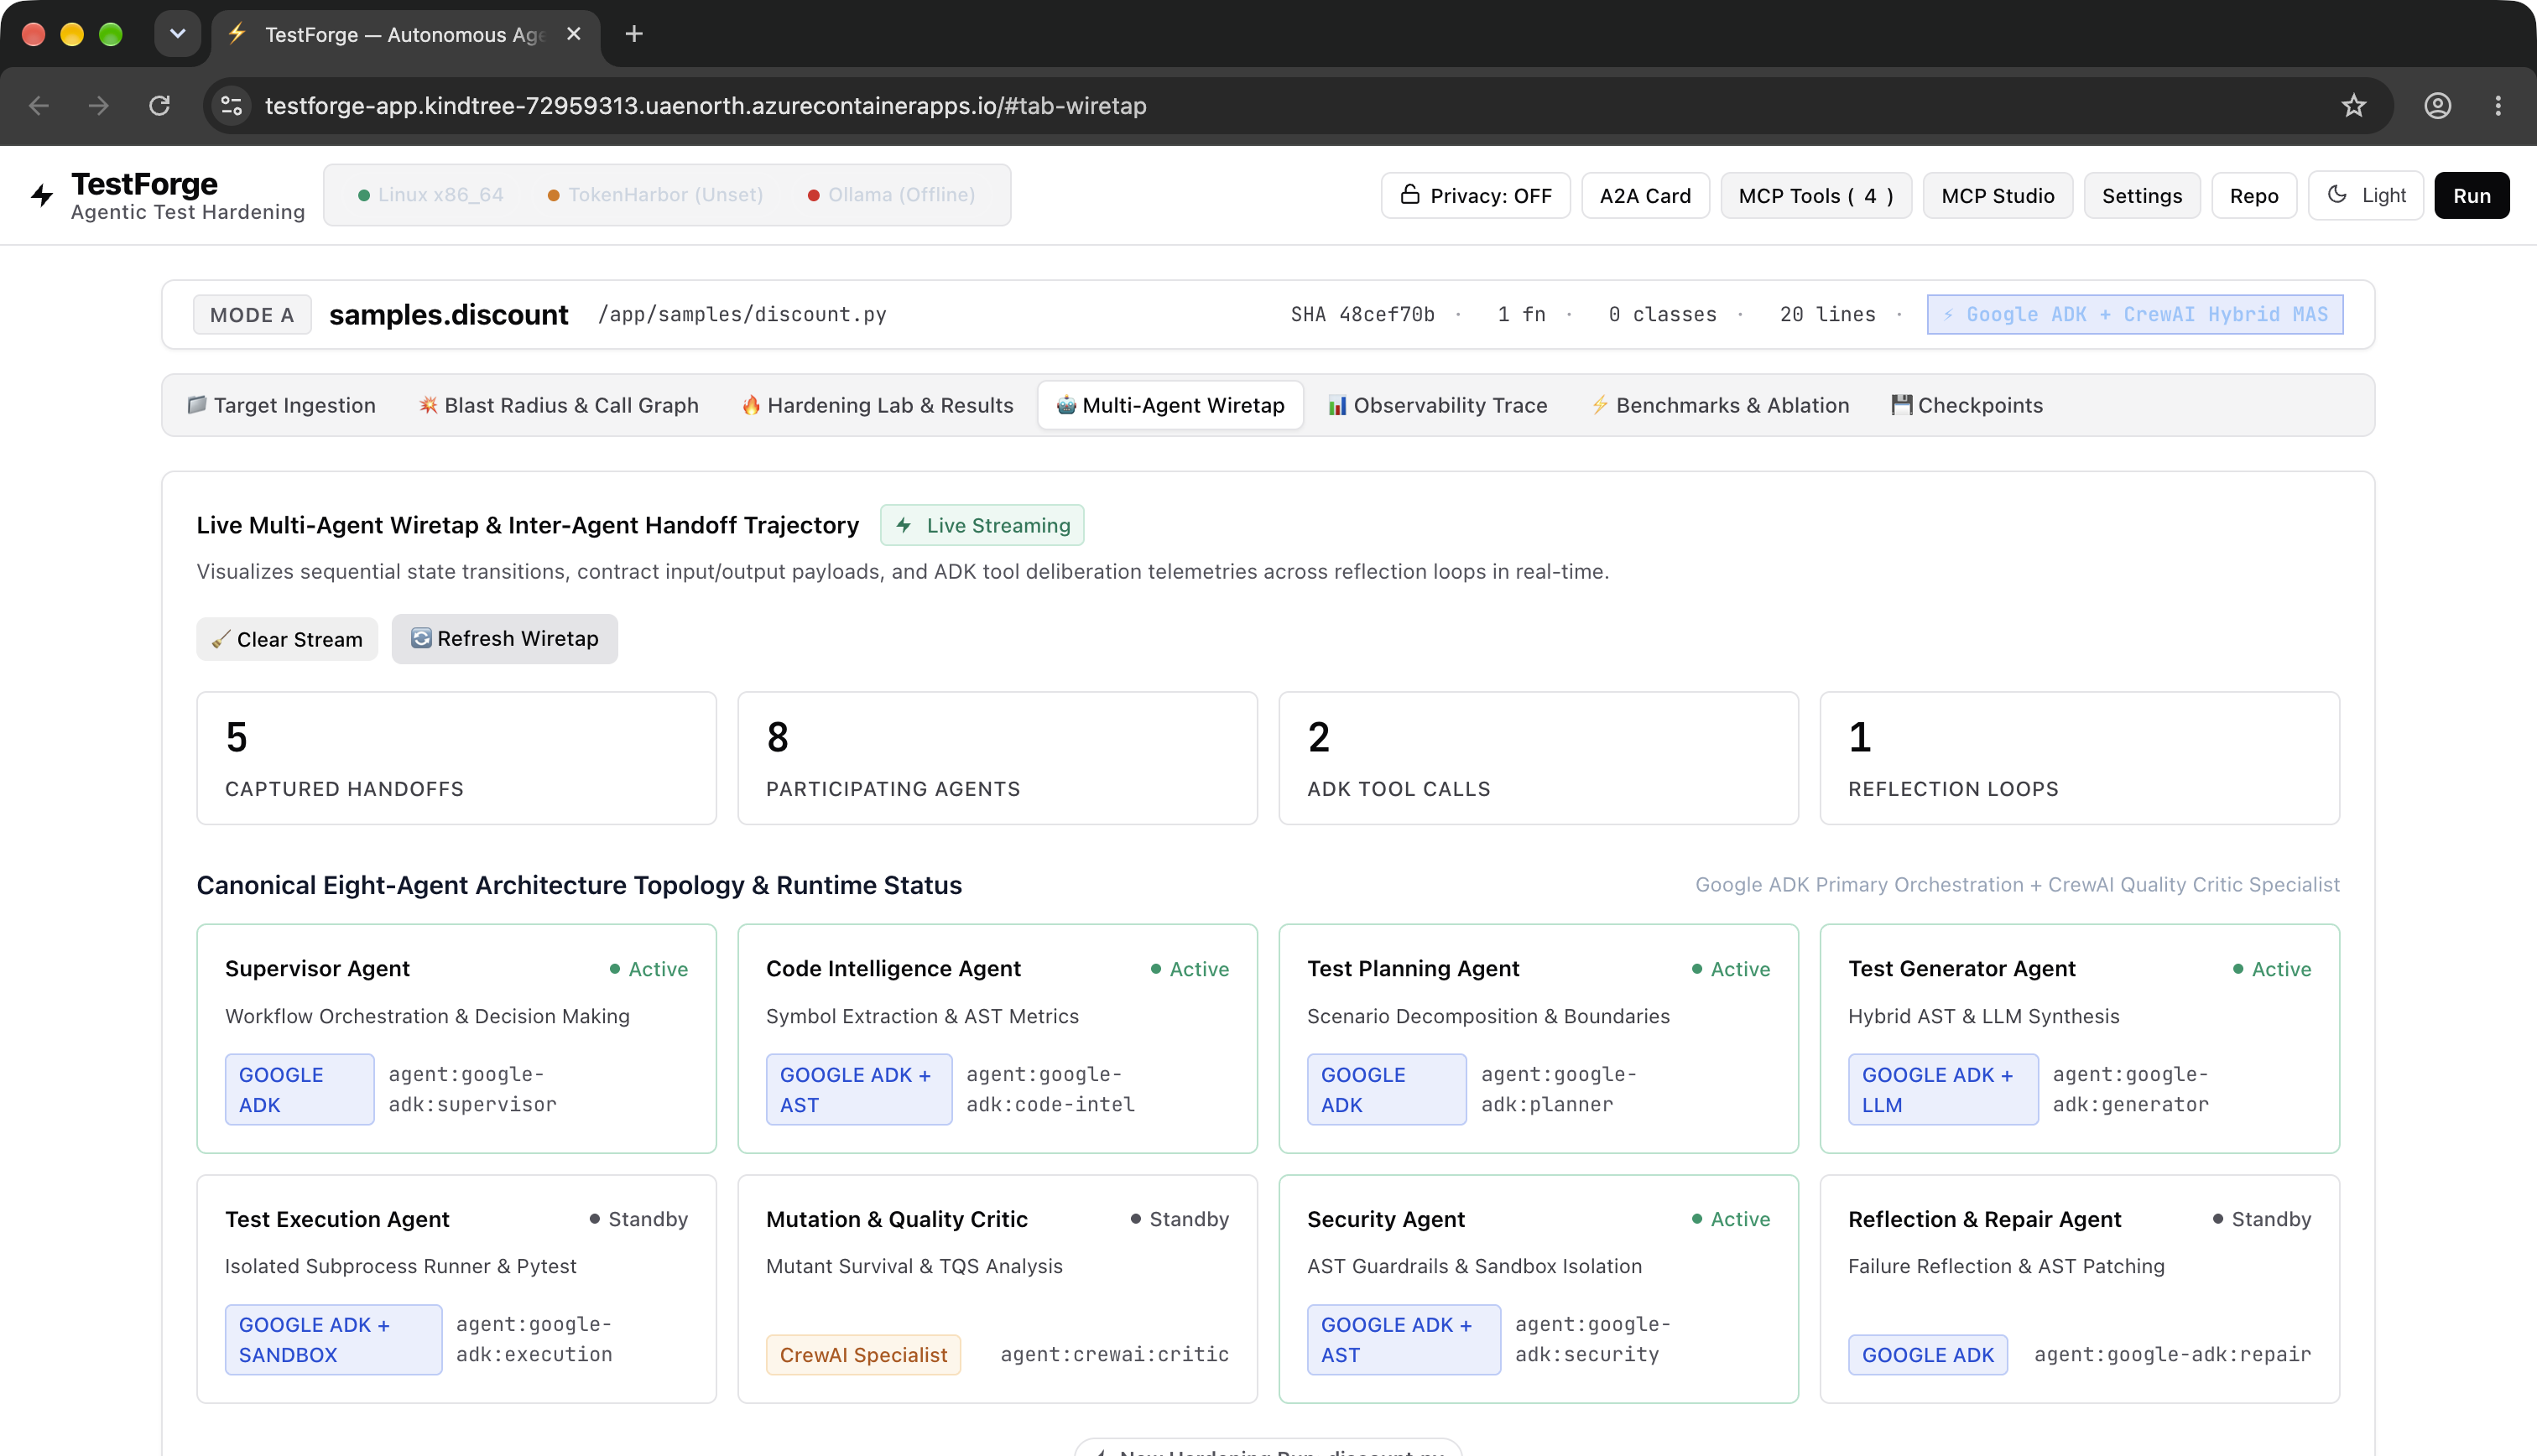 TestForge — Autonomous Age
testforge-app.kindtree-72959313.uaenorth.azurecontainerapps.io/#tab-wiretap
TestForge
Agentic Test Hardening
Linux x86_64
TokenHarbor (Unset)
Ollama (Offline)
Privacy: OFF
A2A Card
MCP Tools ( 4 )
MCP Studio
Settings
Repo
Light
Run
MODE A
samples.discount
/app/samples/discount.py
SHA 48cef70b · 1 fn · 0 classes · 20 lines ·
⚡ Google ADK + CrewAI Hybrid MAS
Target Ingestion
Blast Radius & Call Graph
Hardening Lab & Results
Multi-Agent Wiretap
Observability Trace
Benchmarks & Ablation
Checkpoints
Live Multi-Agent Wiretap & Inter-Agent Handoff Trajectory
Live Streaming
Visualizes sequential state transitions, contract input/output payloads, and ADK tool deliberation telemetries across reflection loops in real-time.
Clear Stream
Refresh Wiretap
5
CAPTURED HANDOFFS
8
PARTICIPATING AGENTS
2
ADK TOOL CALLS
1
REFLECTION LOOPS
Canonical Eight-Agent Architecture Topology & Runtime Status
Google ADK Primary Orchestration + CrewAI Quality Critic Specialist
Supervisor Agent
Active
Workflow Orchestration & Decision Making
GOOGLE
ADK
agent:google-
adk:supervisor
Code Intelligence Agent
Active
Symbol Extraction & AST Metrics
GOOGLE ADK +
AST
agent:google-
adk:code-intel
Test Planning Agent
Active
Scenario Decomposition & Boundaries
GOOGLE
ADK
agent:google-
adk:planner
Test Generator Agent
Active
Hybrid AST & LLM Synthesis
GOOGLE ADK +
LLM
agent:google-
adk:generator
Test Execution Agent
Standby
Isolated Subprocess Runner & Pytest
GOOGLE ADK +
SANDBOX
agent:google-
adk:execution
Mutation & Quality Critic
Standby
Mutant Survival & TQS Analysis
CrewAI Specialist
agent:crewai:critic
Security Agent
Active
AST Guardrails & Sandbox Isolation
GOOGLE ADK +
AST
agent:google-
adk:security
Reflection & Repair Agent
Standby
Failure Reflection & AST Patching
GOOGLE ADK
agent:google-adk:repair